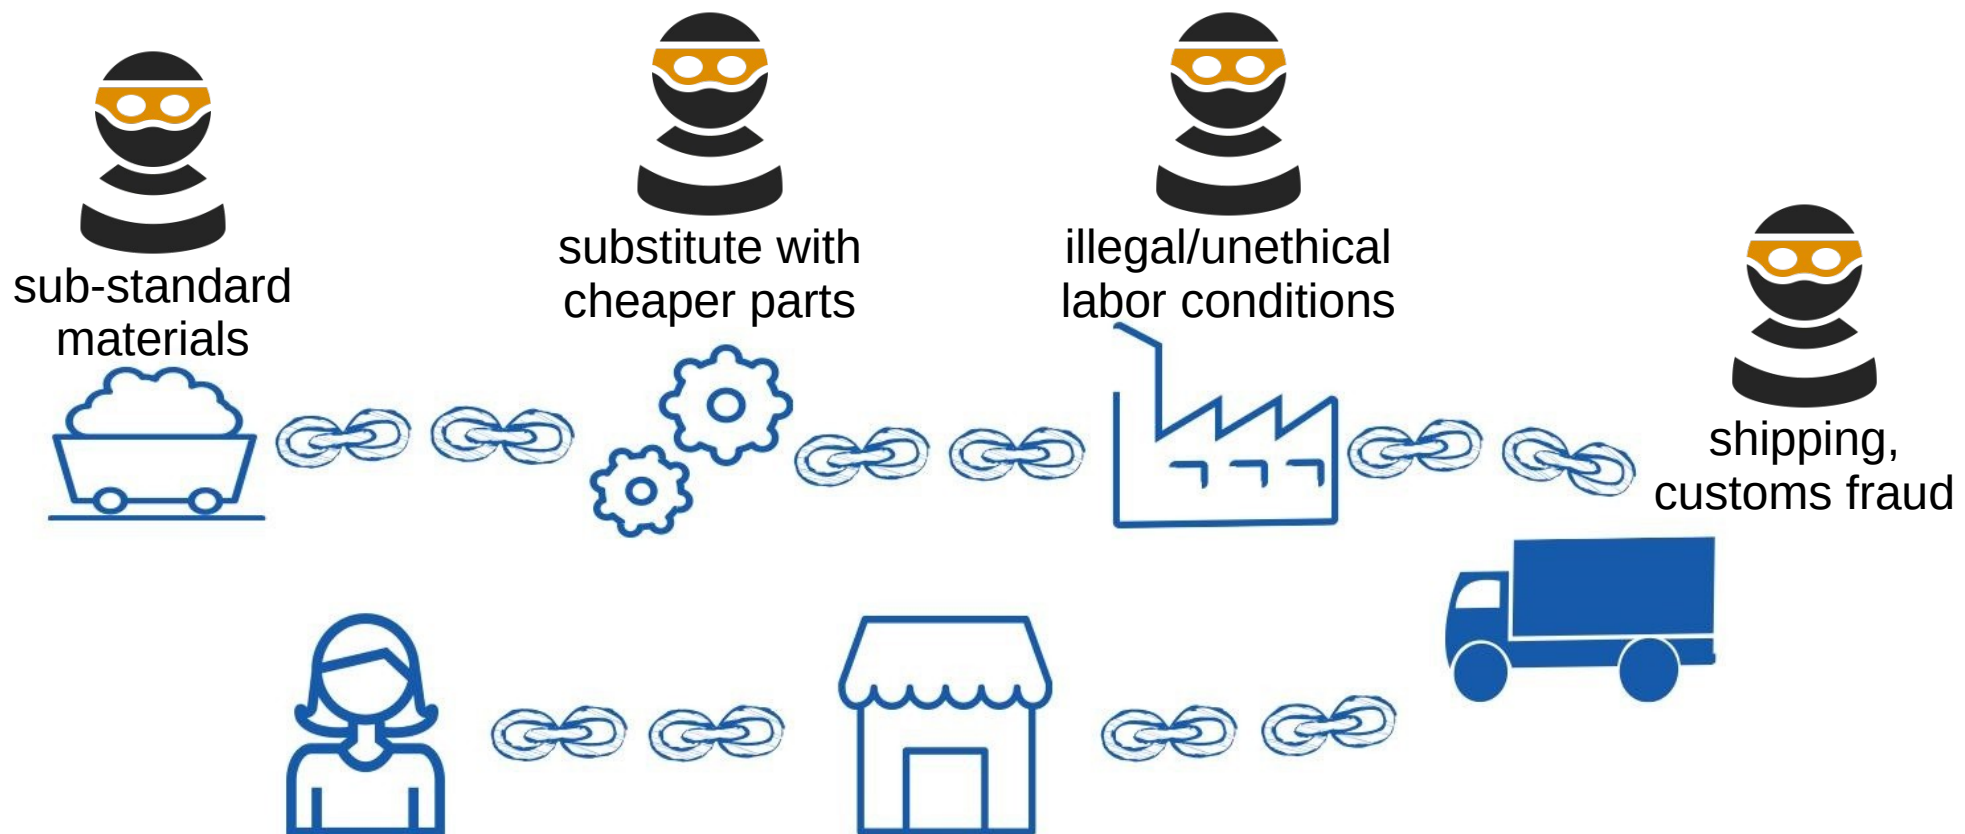 sub-standard
materials
substitute with
cheaper parts
illegal/unethical
labor conditions
shipping,
customs fraud